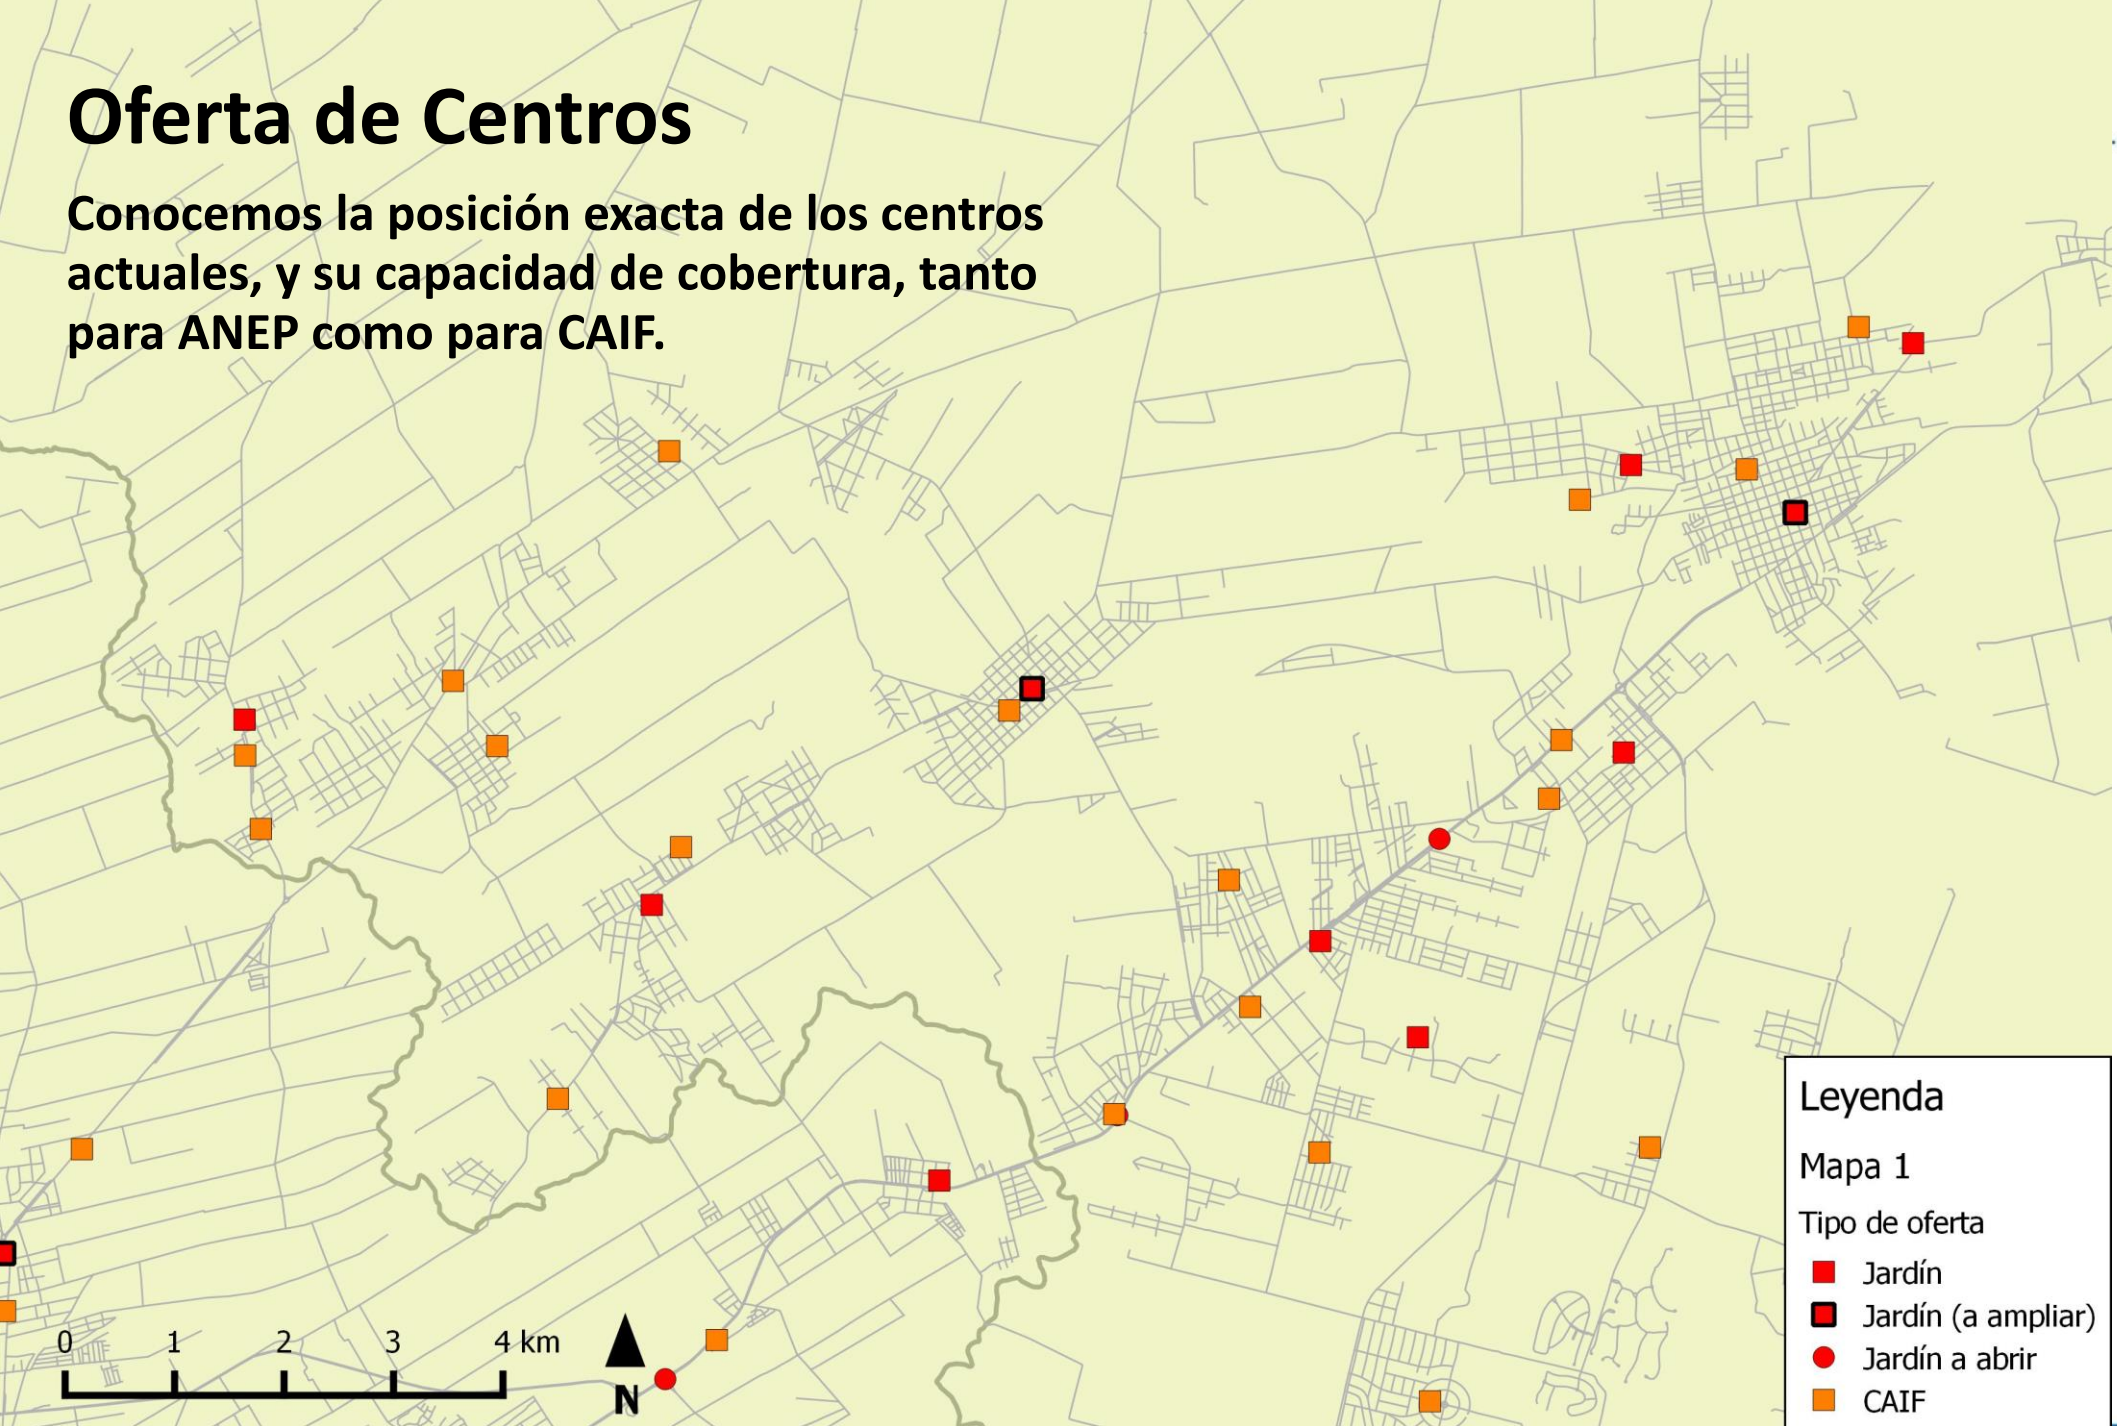 Oferta de Centros
Conocemos la posición exacta de los centros
actuales, y su capacidad de cobertura, tanto
para ANEP como para CAIF.
Leyenda
Mapa 1
Tipo de oferta
Jardín
Jardín (a ampliar)
Jardín a abrir
CAIF
0 1 2 3 4 km
N